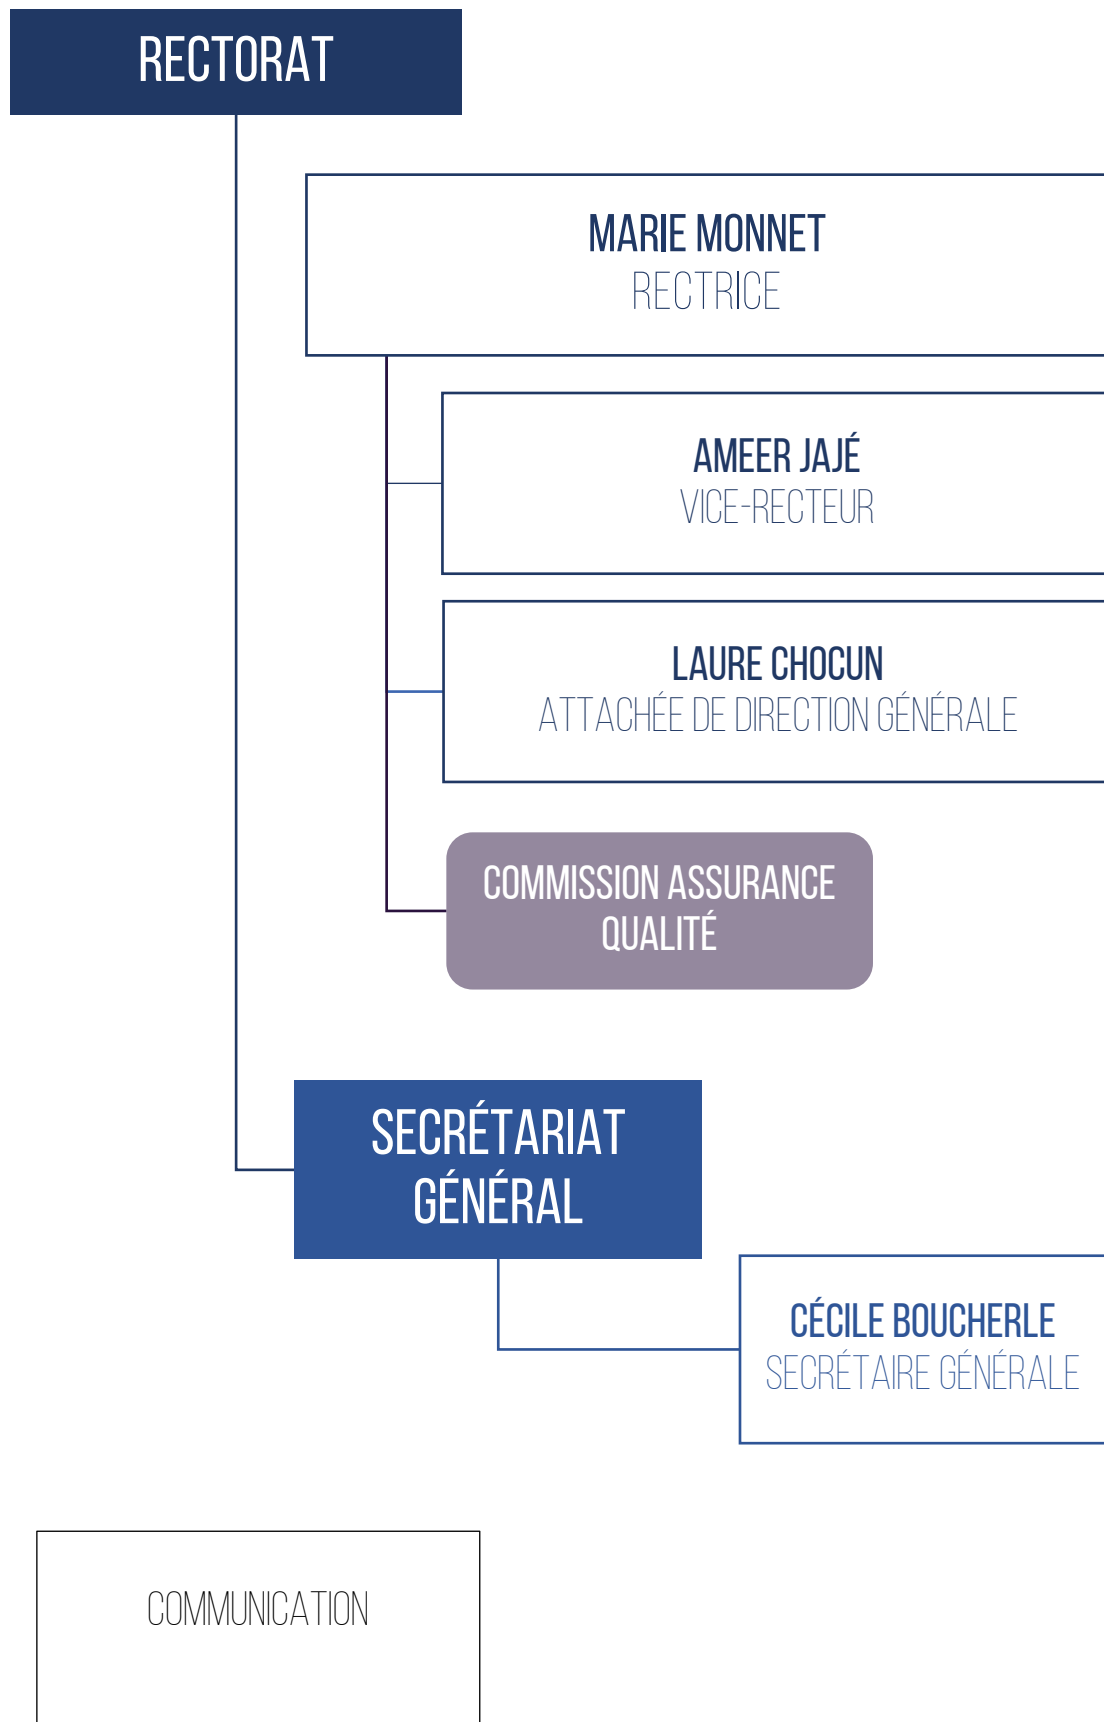 RECTORAT
MARIE MONNET
RECTRICE
AMEER JAJÉ
VICE-RECTEUR
LAURE CHOCUN
ATTACHÉE DE DIRECTION GÉNÉRALE
COMMISSION ASSURANCE
QUALITÉ
SECRÉTARIAT
GÉNÉRAL
CÉCILE BOUCHERLE
SECRÉTAIRE GÉNÉRALE
COMMUNICATION